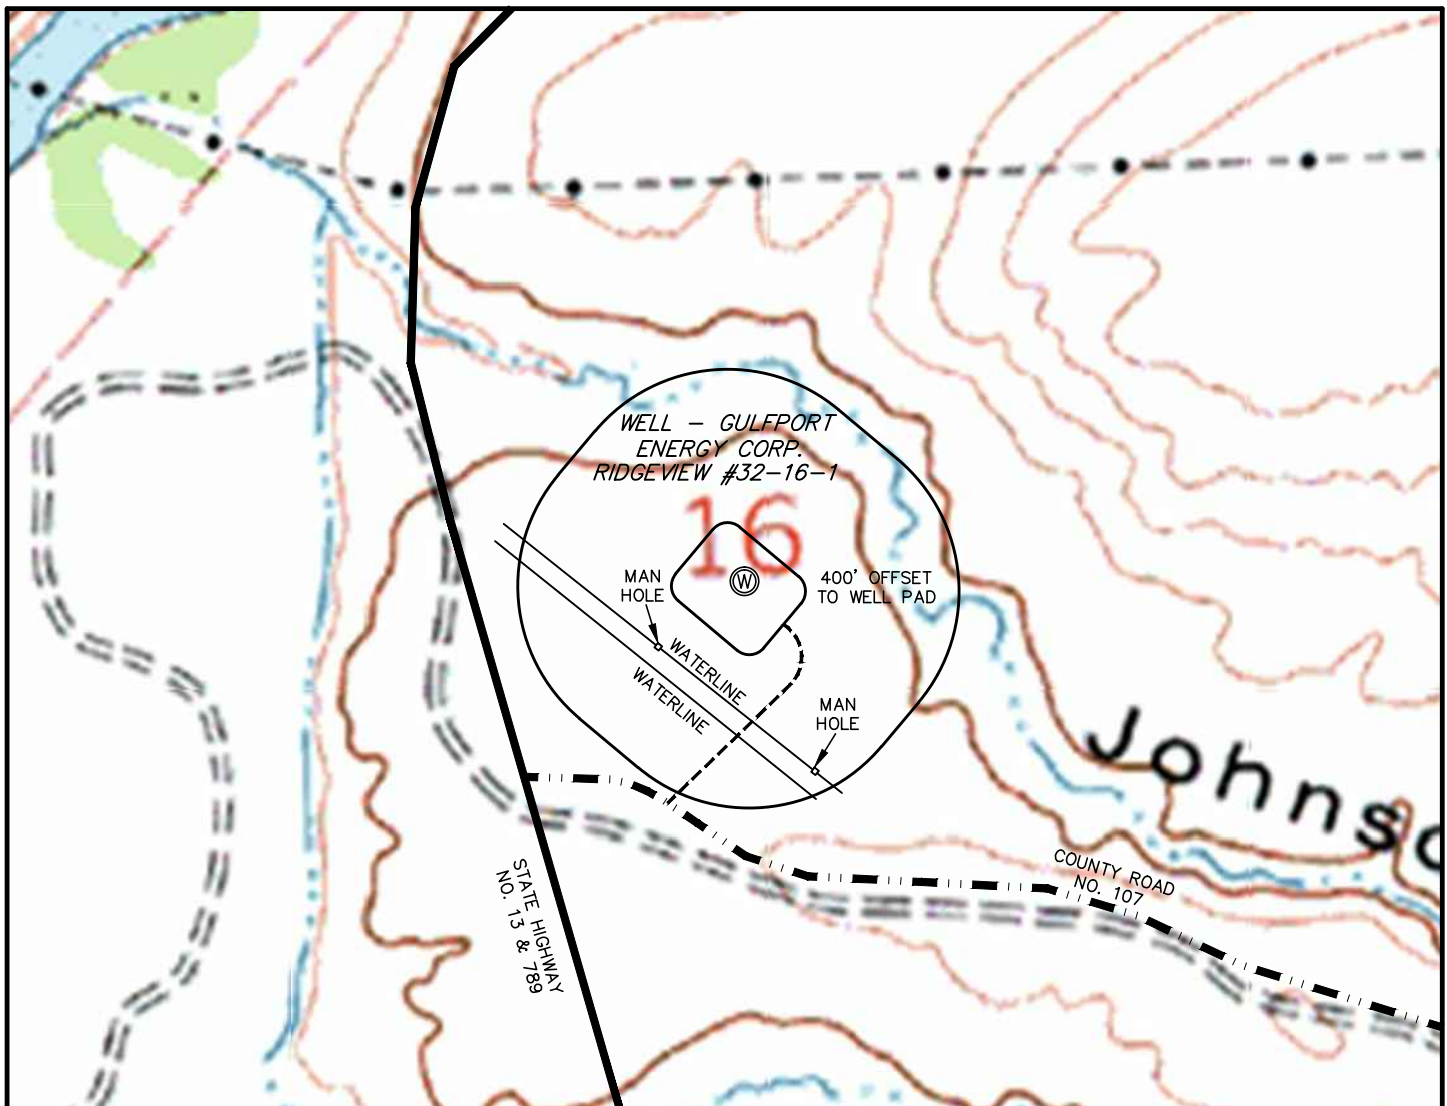 WELL – GULFPORT
ENERGY CORP.
RIDGEVIEW #32-16-1
16
W
MAN
HOLE
400' OFFSET
TO WELL PAD
WATERLINE
WATERLINE
MAN
HOLE
Johnso
COUNTY ROAD
NO. 107
STATE HIGHWAY
NO. 13 & 789